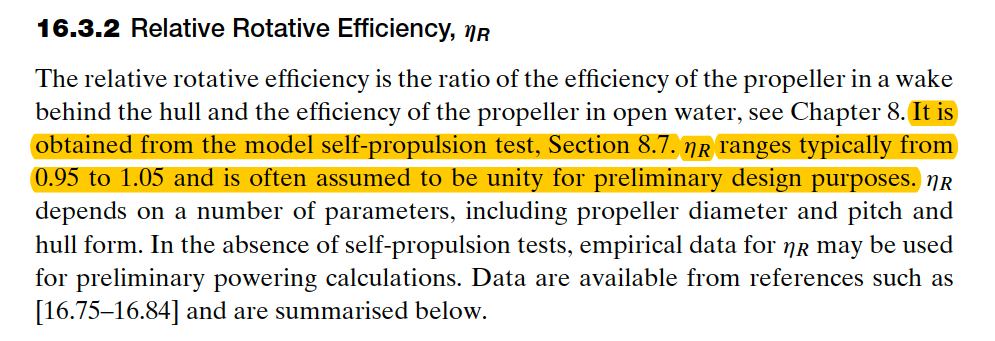 16.3.2 Relative Rotative Efficiency, ηR
The relative rotative efficiency is the ratio of the efficiency of the propeller in a wake
behind the hull and the efficiency of the propeller in open water, see Chapter 8. It is
obtained from the model self-propulsion test, Section 8.7. ηR ranges typically from
0.95 to 1.05 and is often assumed to be unity for preliminary design purposes. ηR
depends on a number of parameters, including propeller diameter and pitch and
hull form. In the absence of self-propulsion tests, empirical data for ηR may be used
for preliminary powering calculations. Data are available from references such as
[16.75–16.84] and are summarised below.